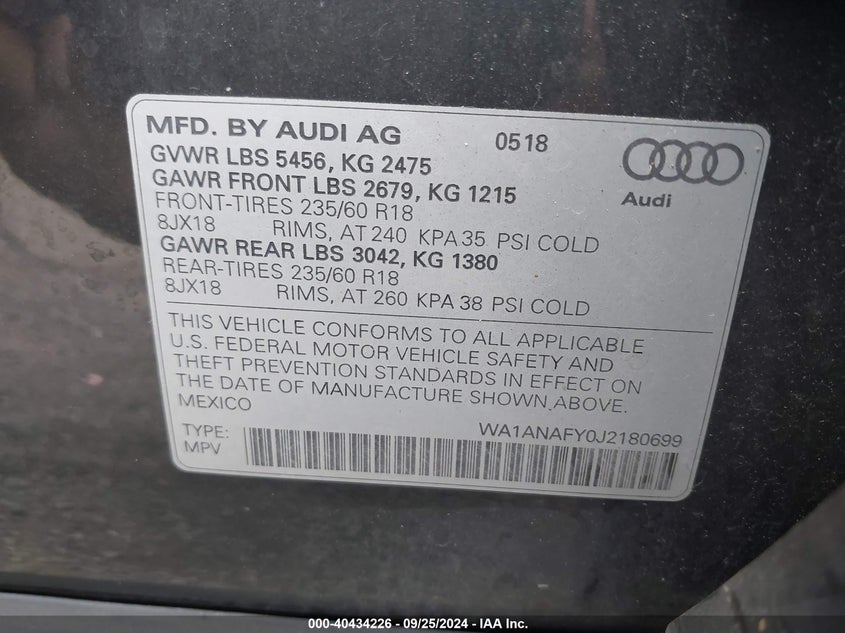 MFD. BY AUDI AG 0518
GVWR LBS 5456, KG 2475
GAWR FRONT LBS 2679, KG 1215
Audi
FRONT-TIRES 235/60 R18
8JX18 RIMS, AT 240 KPA 35 PSI COLD
GAWR REAR LBS 3042, KG 1380
REAR-TIRES 235/60 R18
8JX18 RIMS, AT 260 KPA 38 PSI COLD
THIS VEHICLE CONFORMS TO ALL APPLICABLE
U.S. FEDERAL MOTOR VEHICLE SAFETY AND
THEFT PREVENTION STANDARDS IN EFFECT ON
THE DATE OF MANUFACTURE SHOWN ABOVE.
MEXICO
WA1ANAFY0J2180699
TYPE:
MPV
000-40434226 - 09/25/2024 - IAA Inc.